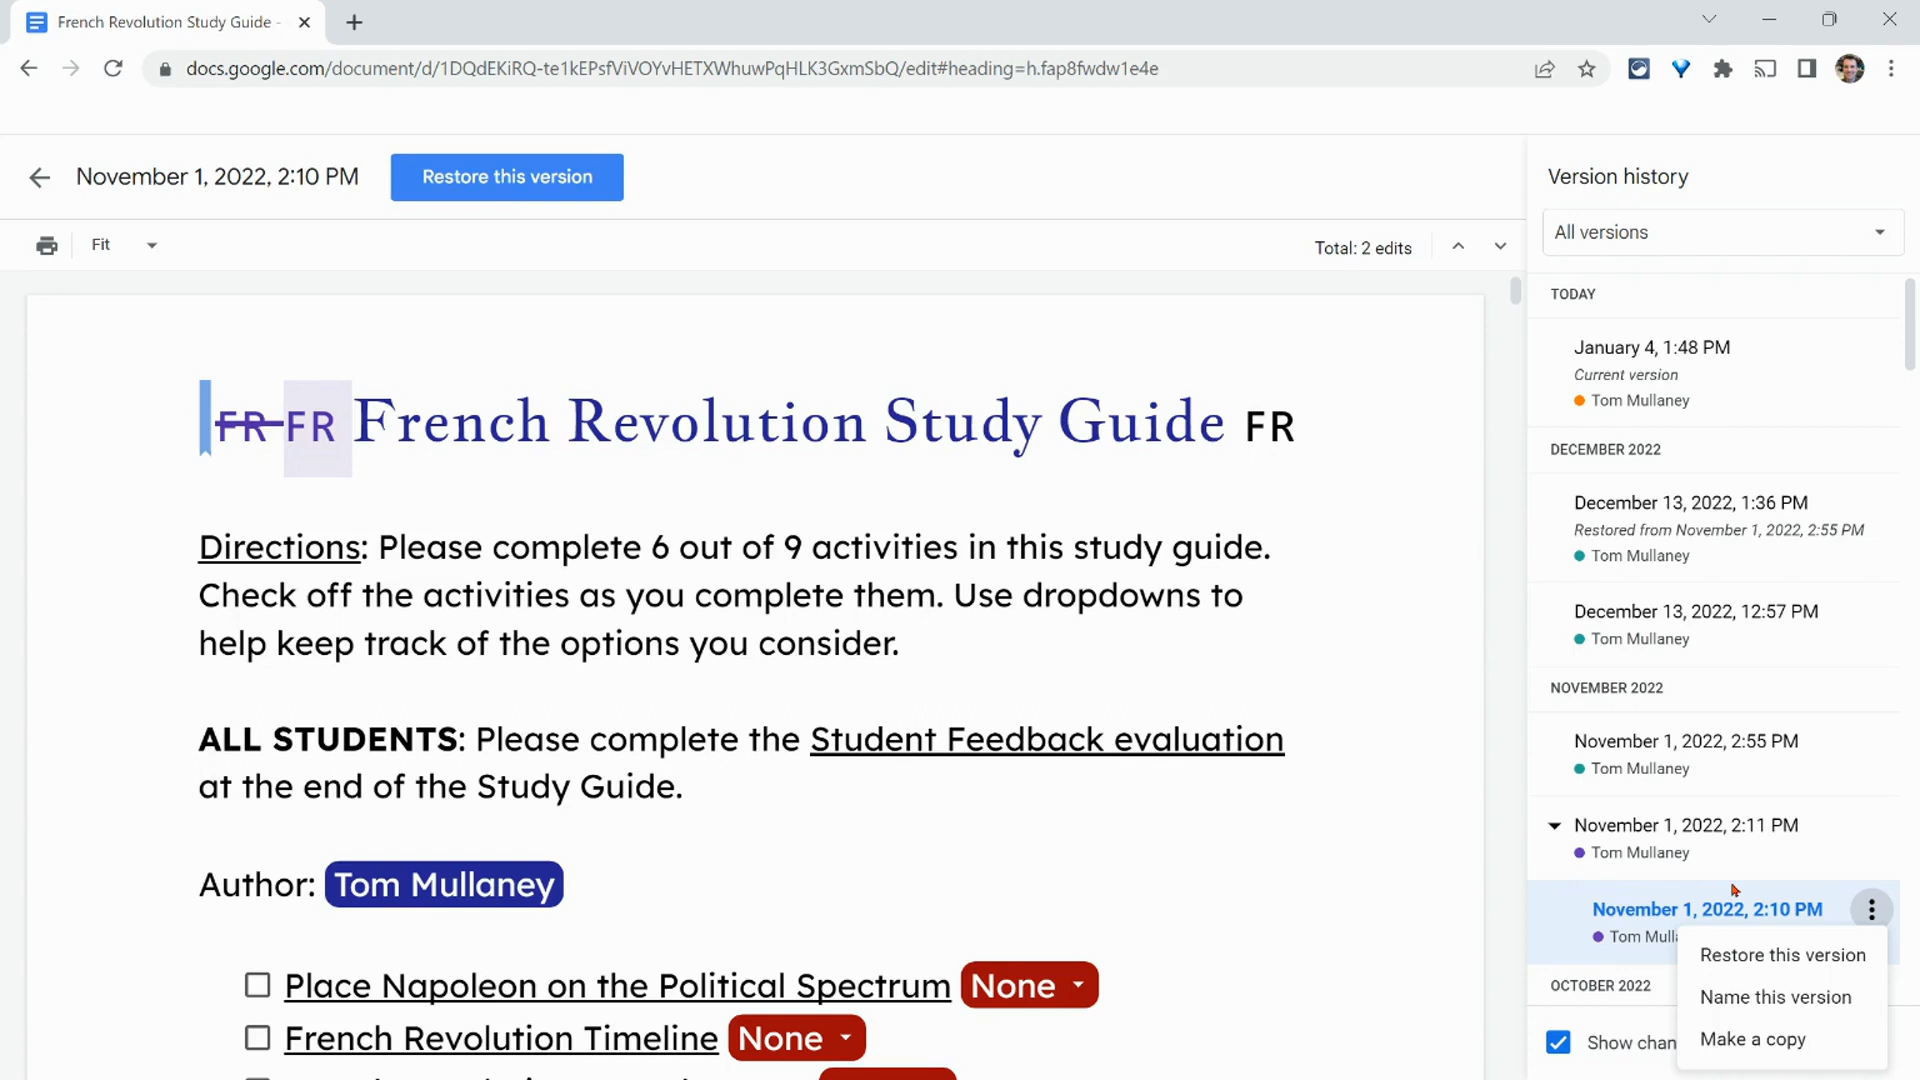 French Revolution Study Guide -
docs.google.com/document/d/1DQdEKiRQ-te1kEPsfViVOYvHETXWhuwPqHLK3GxmSbQ/edit#heading=h.fap8fwdw1e4e
November 1, 2022, 2:10 PM
Restore this version
Fit
Total: 2 edits
FR FR French Revolution Study Guide FR
Directions: Please complete 6 out of 9 activities in this study guide.
Check off the activities as you complete them. Use dropdowns to
help keep track of the options you consider.
ALL STUDENTS: Please complete the Student Feedback evaluation
at the end of the Study Guide.
Author: Tom Mullaney
Place Napoleon on the Political Spectrum None
French Revolution Timeline None
Version history
All versions
TODAY
January 4, 1:48 PM
Current version
Tom Mullaney
DECEMBER 2022
December 13, 2022, 1:36 PM
Restored from November 1, 2022, 2:55 PM
Tom Mullaney
December 13, 2022, 12:57 PM
Tom Mullaney
NOVEMBER 2022
November 1, 2022, 2:55 PM
Tom Mullaney
November 1, 2022, 2:11 PM
Tom Mullaney
November 1, 2022, 2:10 PM
Tom Mulla
Restore this version
Name this version
Make a copy
OCTOBER 2022
Show chan